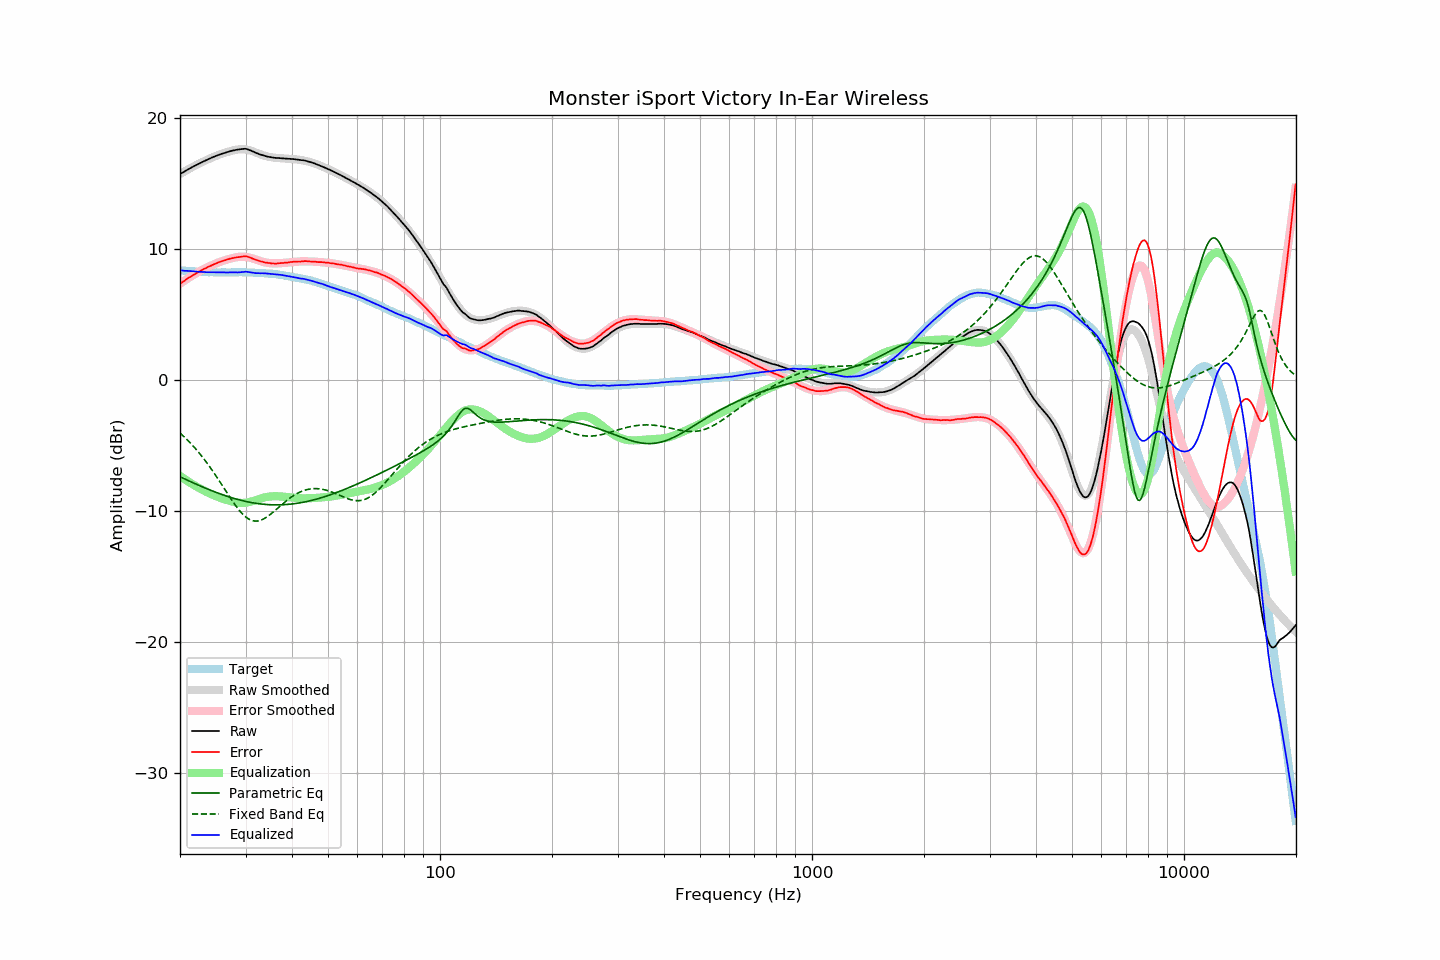 Monster iSport Victory In-Ear Wireless
20
10
0
−10
−20
−30
Amplitude (dBr)
Target
Raw Smoothed
Error Smoothed
Raw
Error
Equalization
Parametric Eq
Fixed Band Eq
Equalized
100
1000
10000
Frequency (Hz)